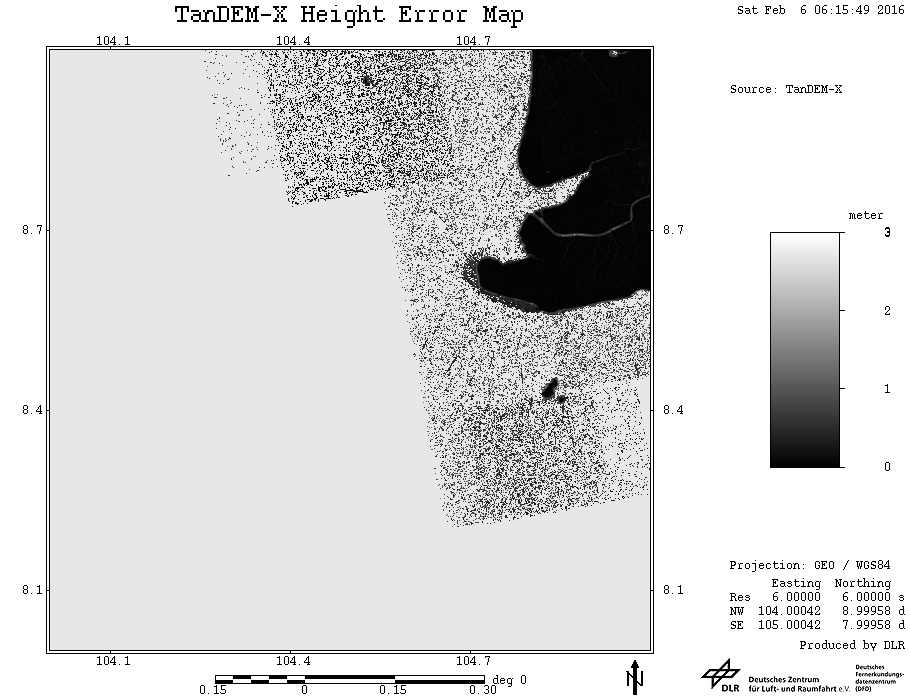 TanDEM-X Height Error Map
Sat Feb  6 06:15:49 2016
104.1 104.4 104.7
Source: TanDEM-X
meter
8.7 8.7
3
2
1
0
8.4 8.4
8.1 8.1
Projection: GEO / WGS84
Easting Northing
Res 6.00000 6.00000 s
NW 104.00042 8.99958 d
SE 105.00042 7.99958 d
Produced by DLR
104.1 104.4 104.7
deg 0
0.15 0 0.15 0.30
N
DLR
Deutsches Zentrum
für Luft- und Raumfahrt e.V.
Deutsches
Fernerkundungs-
datenzentrum
(DFD)